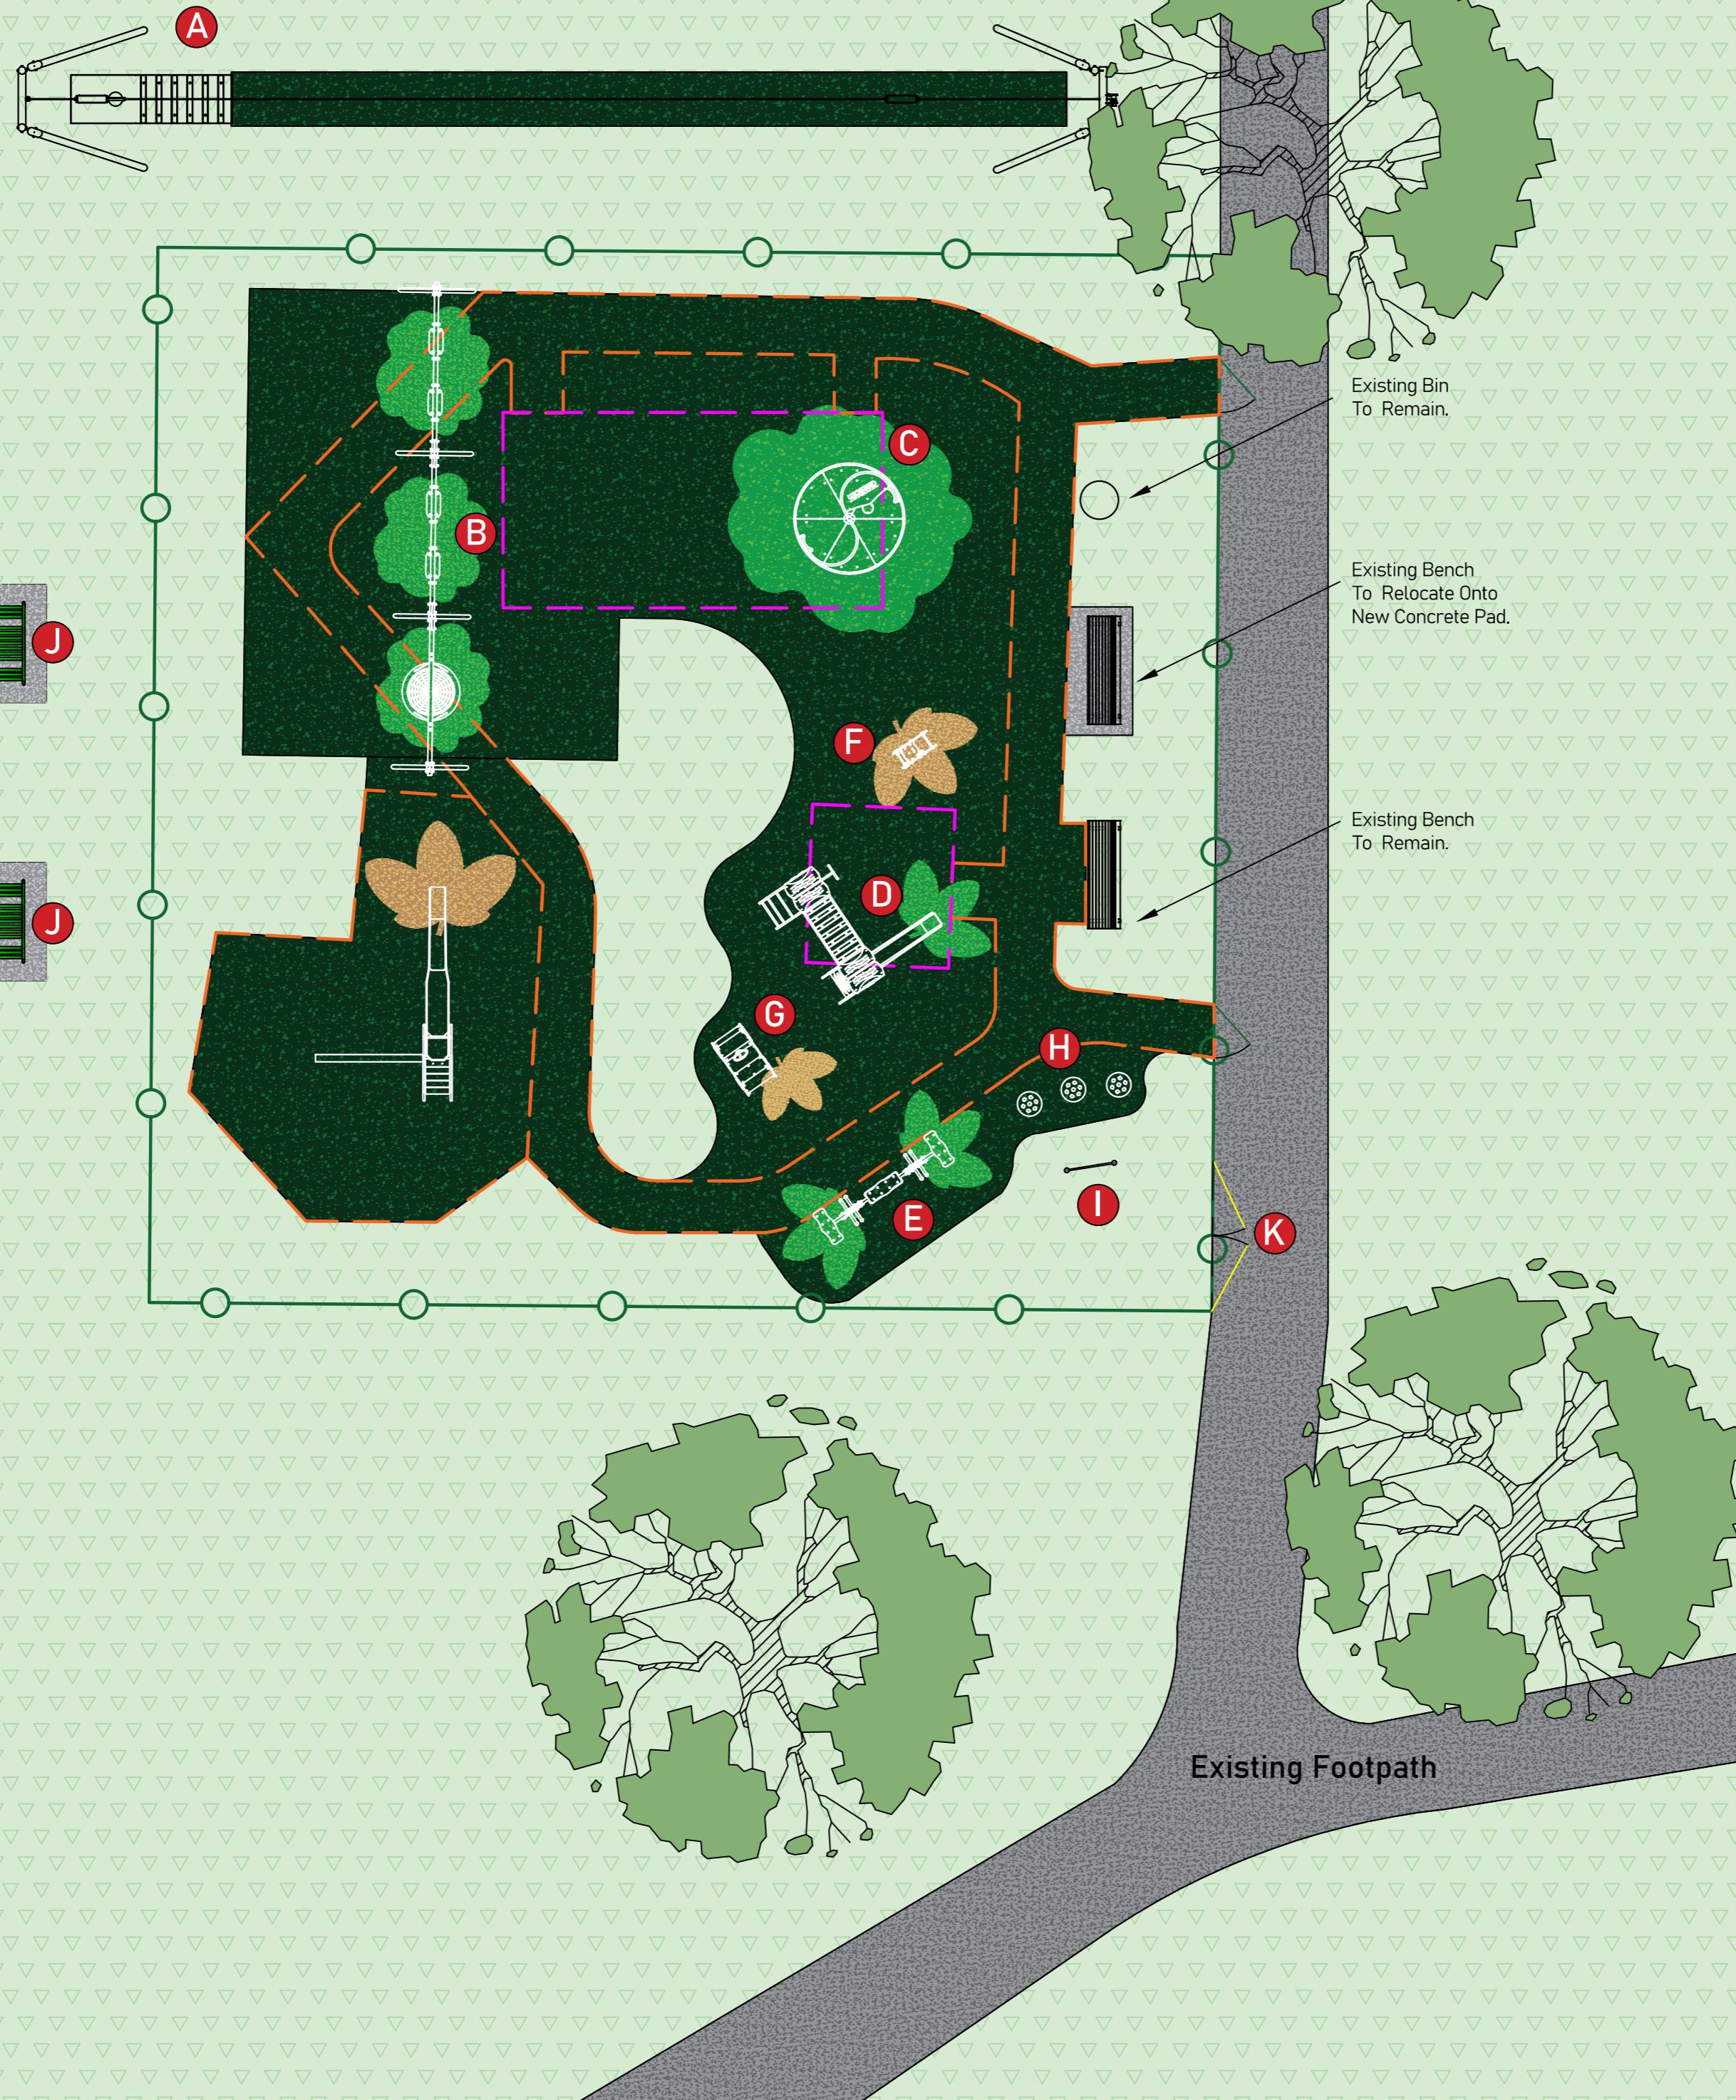 A
Existing Bin
To Remain.
C
B
Existing Bench
To Relocate Onto
New Concrete Pad.
J
F
Existing Bench
To Remain.
D
J
G
H
I
E
K
Existing Footpath